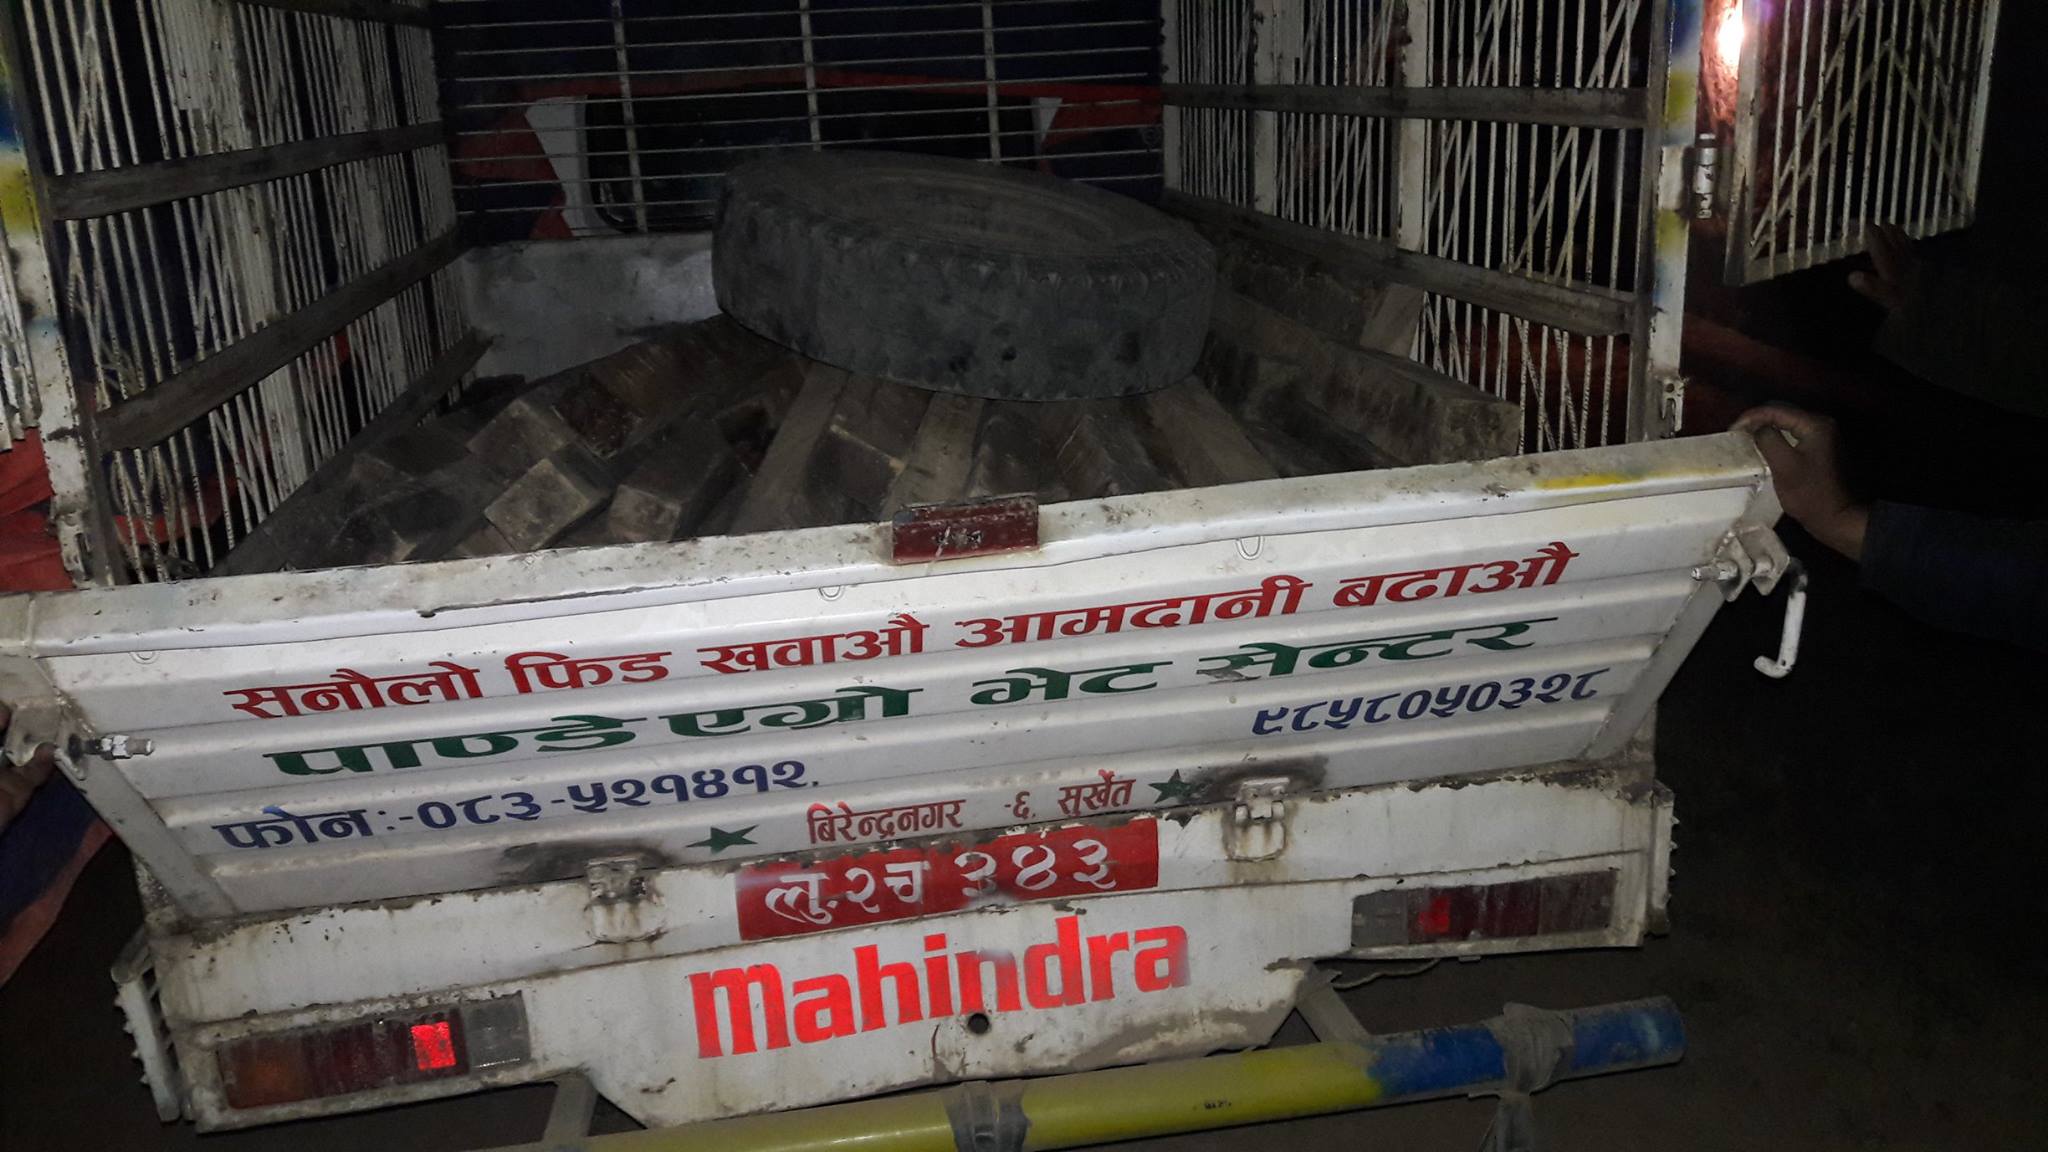 सनौलो फिड खवाऔ आमदानी बढाऔ
पाण्डे एग्रो भेट सेन्टर
९८५८०५०३२८
फोनः-०८३-५२१४१२.
बिरेन्द्रनगर -६, सुर्खेत
लु.२च ३४३
mahindra